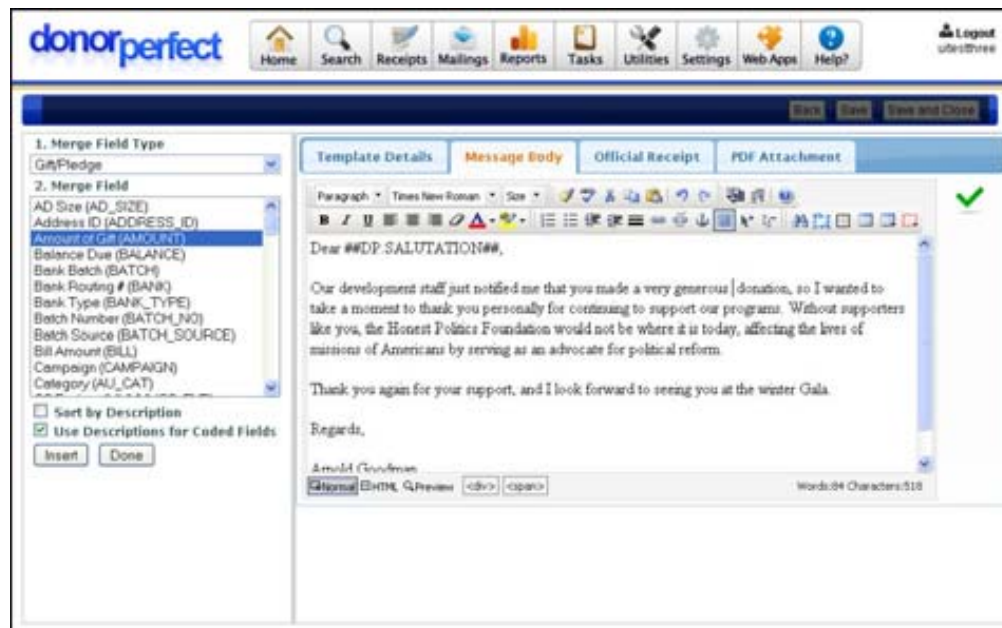 donorperfect
Home Search Receipts Mailings Reports Tasks Utilities Settings Web Apps Help?
Logout
uitestthree
Back Save Save and Close
1. Merge Field Type
Gift/Pledge
2. Merge Field
AD Size (AD_SIZE)
Address ID (ADDRESS_ID)
Amount of Gift (AMOUNT)
Balance Due (BALANCE)
Bank Batch (BATCH)
Bank Routing # (BANK)
Bank Type (BANK_TYPE)
Batch Number (BATCH_NO)
Batch Source (BATCH_SOURCE)
Bill Amount (BILL)
Campaign (CAMPAIGN)
Category (AU_CAT)
Sort by Description
Use Descriptions for Coded Fields
Insert Done
Template Details Message Body Official Receipt PDF Attachment
Paragraph Times New Roman Size
B I U
Dear ##DP.SALUTATION##,
Our development staff just notified me that you made a very generous donation, so I wanted to
take a moment to thank you personally for continuing to support our programs. Without supporters
like you, the Honest Politics Foundation would not be where it is today, affecting the lives of
missions of Americans by serving as an advocate for political reform.
Thank you again for your support, and I look forward to seeing you at the winter Gala.
Regards,
Arnold Goodman
Normal HTML Preview <div> <span>
Words:84 Characters:518